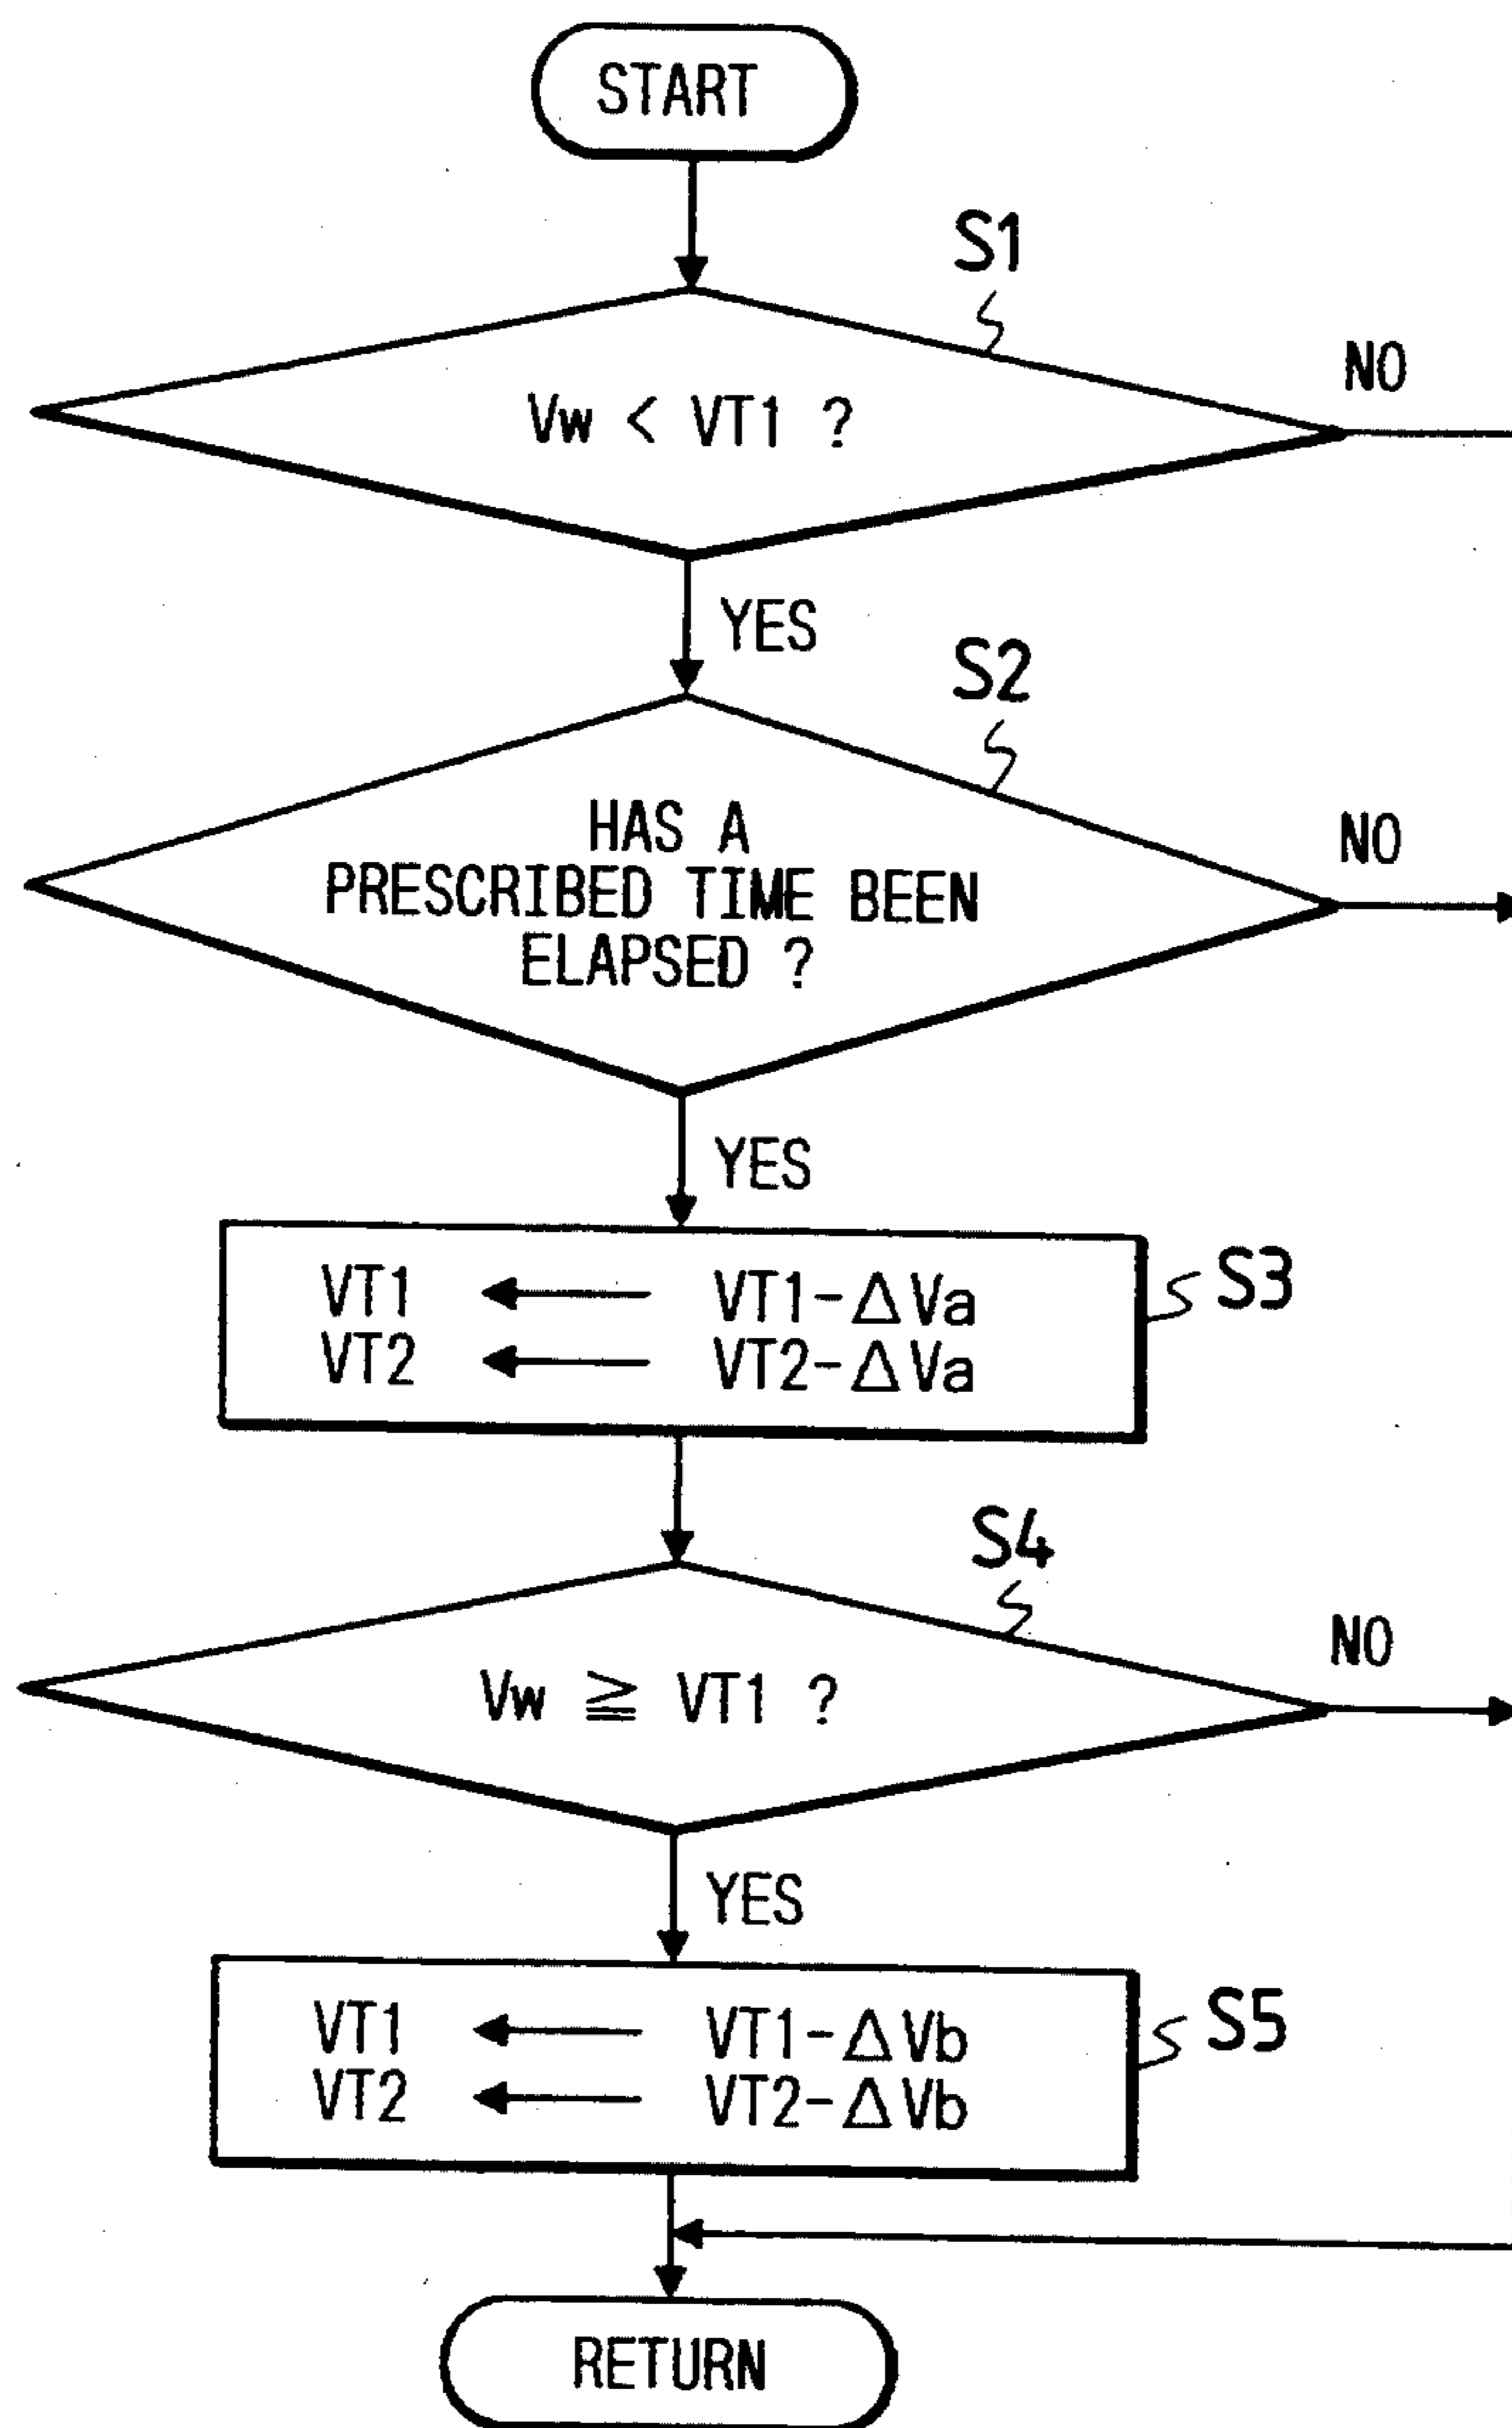 START
S1
Vw < VT1 ?
NO
YES
S2
HAS A
PRESCRIBED TIME BEEN
ELAPSED ?
NO
YES
S3
VT1 ← VT1-ΔVa
VT2 ← VT2-ΔVa
S4
Vw ≧ VT1 ?
NO
YES
S5
VT1 ← VT1-ΔVb
VT2 ← VT2-ΔVb
RETURN